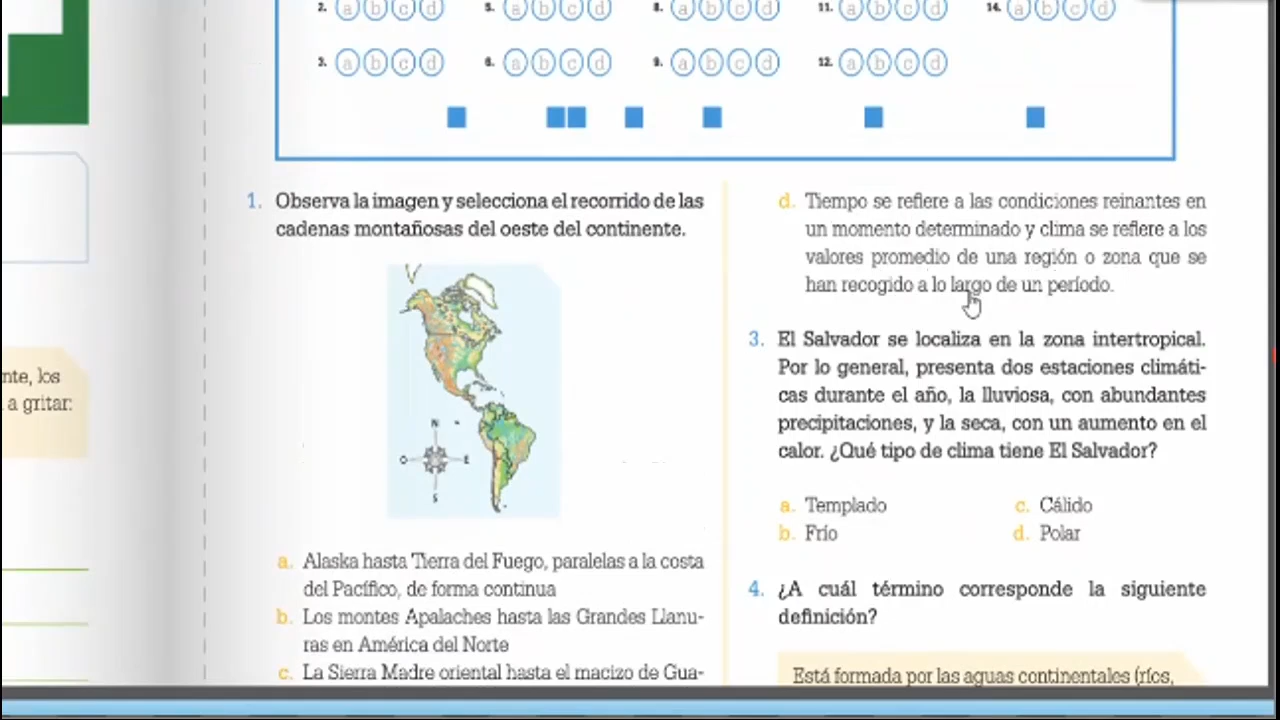 2. a b c d 5. a b c d 8. a b c d 11. a b c d 14. a b c d
3. a b c d 6. a b c d 9. a b c d 12. a b c d
nte, los
a gritar:
1. Observa la imagen y selecciona el recorrido de las
cadenas montañosas del oeste del continente.
N
O E
S
a. Alaska hasta Tierra del Fuego, paralelas a la costa
del Pacífico, de forma continua
b. Los montes Apalaches hasta las Grandes Llanu-
ras en América del Norte
c. La Sierra Madre oriental hasta el macizo de Gua-
d. Tiempo se refiere a las condiciones reinantes en
un momento determinado y clima se refiere a los
valores promedio de una región o zona que se
han recogido a lo largo de un período.
3. El Salvador se localiza en la zona intertropical.
Por lo general, presenta dos estaciones climáti-
cas durante el año, la lluviosa, con abundantes
precipitaciones, y la seca, con un aumento en el
calor. ¿Qué tipo de clima tiene El Salvador?
a. Templado c. Cálido
b. Frío d. Polar
4. ¿A cuál término corresponde la siguiente
definición?
Está formada por las aguas continentales (ríos,